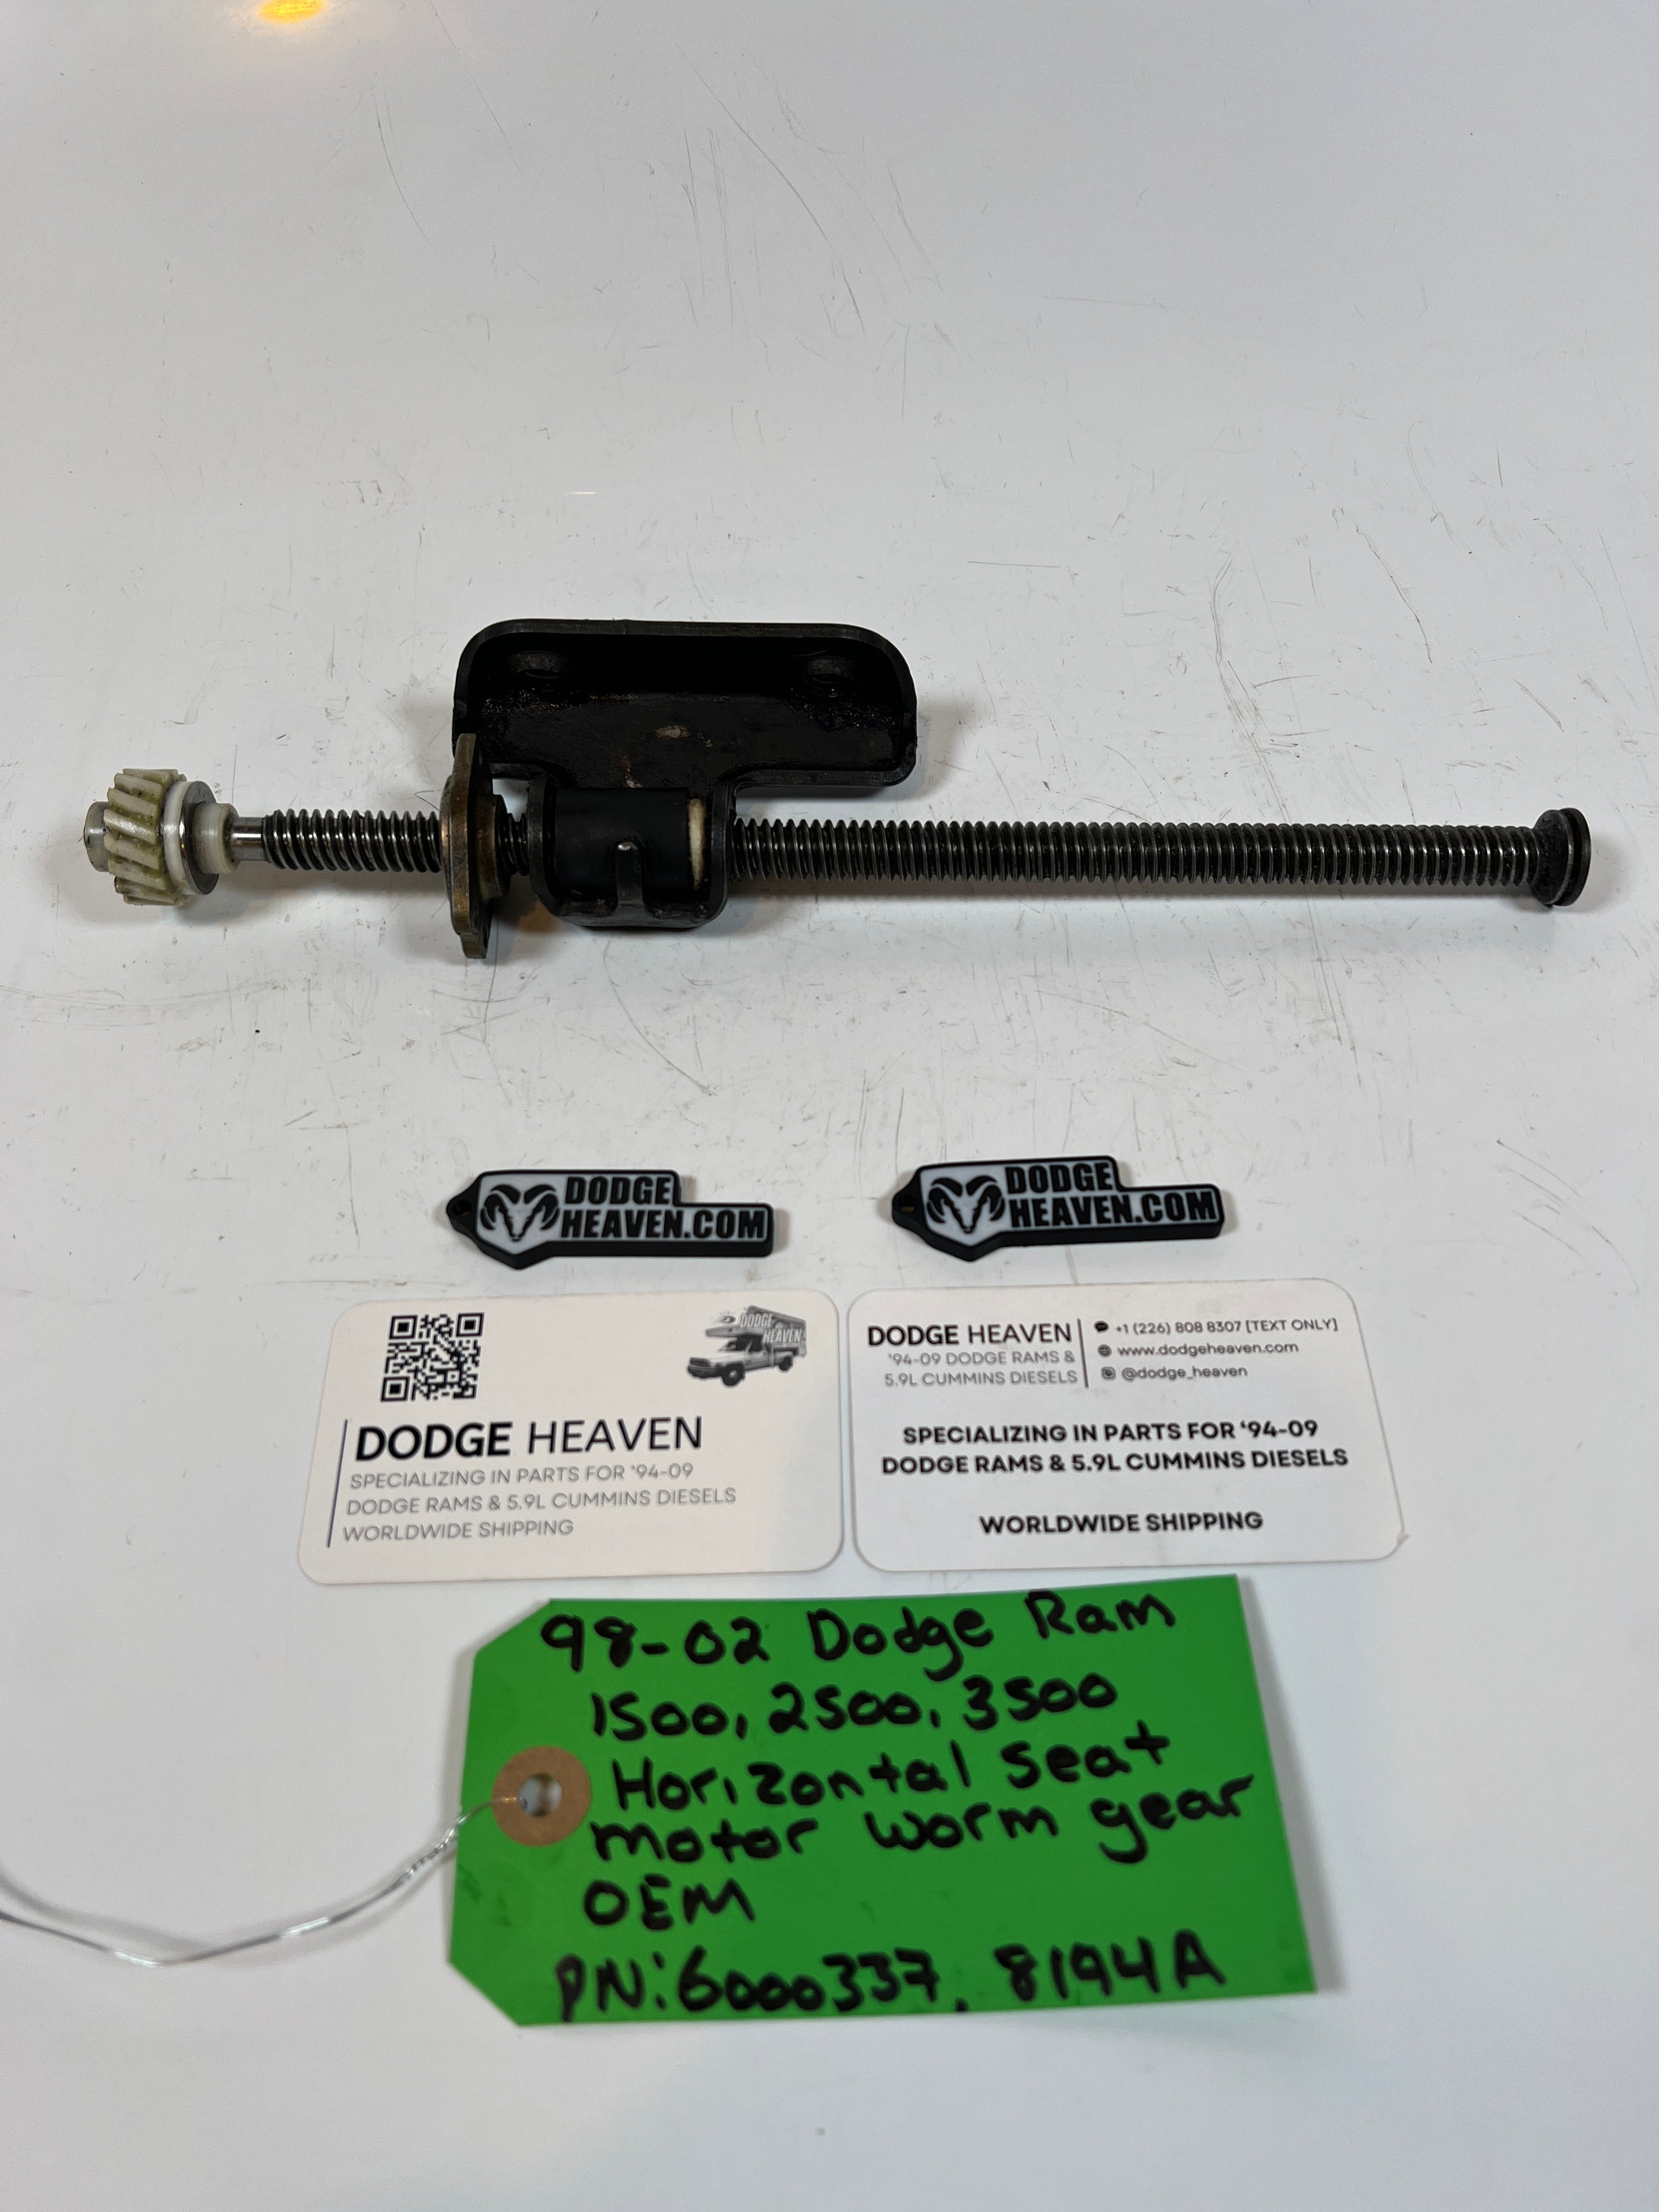 DODGE
HEAVEN.COM
DODGE
HEAVEN.COM
DODGE
HEAVEN
DODGE HEAVEN
SPECIALIZING IN PARTS FOR '94-09
DODGE RAMS & 5.9L CUMMINS DIESELS
WORLDWIDE SHIPPING
DODGE HEAVEN
'94-09 DODGE RAMS &
5.9L CUMMINS DIESELS
+1 (226) 808 8307 [TEXT ONLY]
www.dodgeheaven.com
@dodge_heaven
SPECIALIZING IN PARTS FOR '94-09
DODGE RAMS & 5.9L CUMMINS DIESELS
WORLDWIDE SHIPPING
98-02 Dodge Ram
1500, 2500, 3500
Horizontal seat
motor worm gear
OEM
PN: 6000337, 8194A